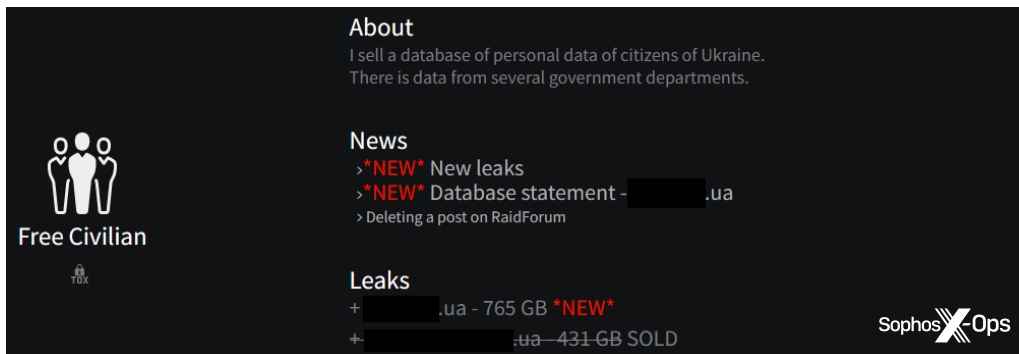 About
I sell a database of personal data of citizens of Ukraine.
There is data from several government departments.
News
›*NEW* New leaks
›*NEW* Database statement - .ua
› Deleting a post on RaidForum
Free Civilian
TOX
Leaks
+ .ua - 765 GB *NEW*
+ .ua - 431 GB SOLD
Sophos X-Ops